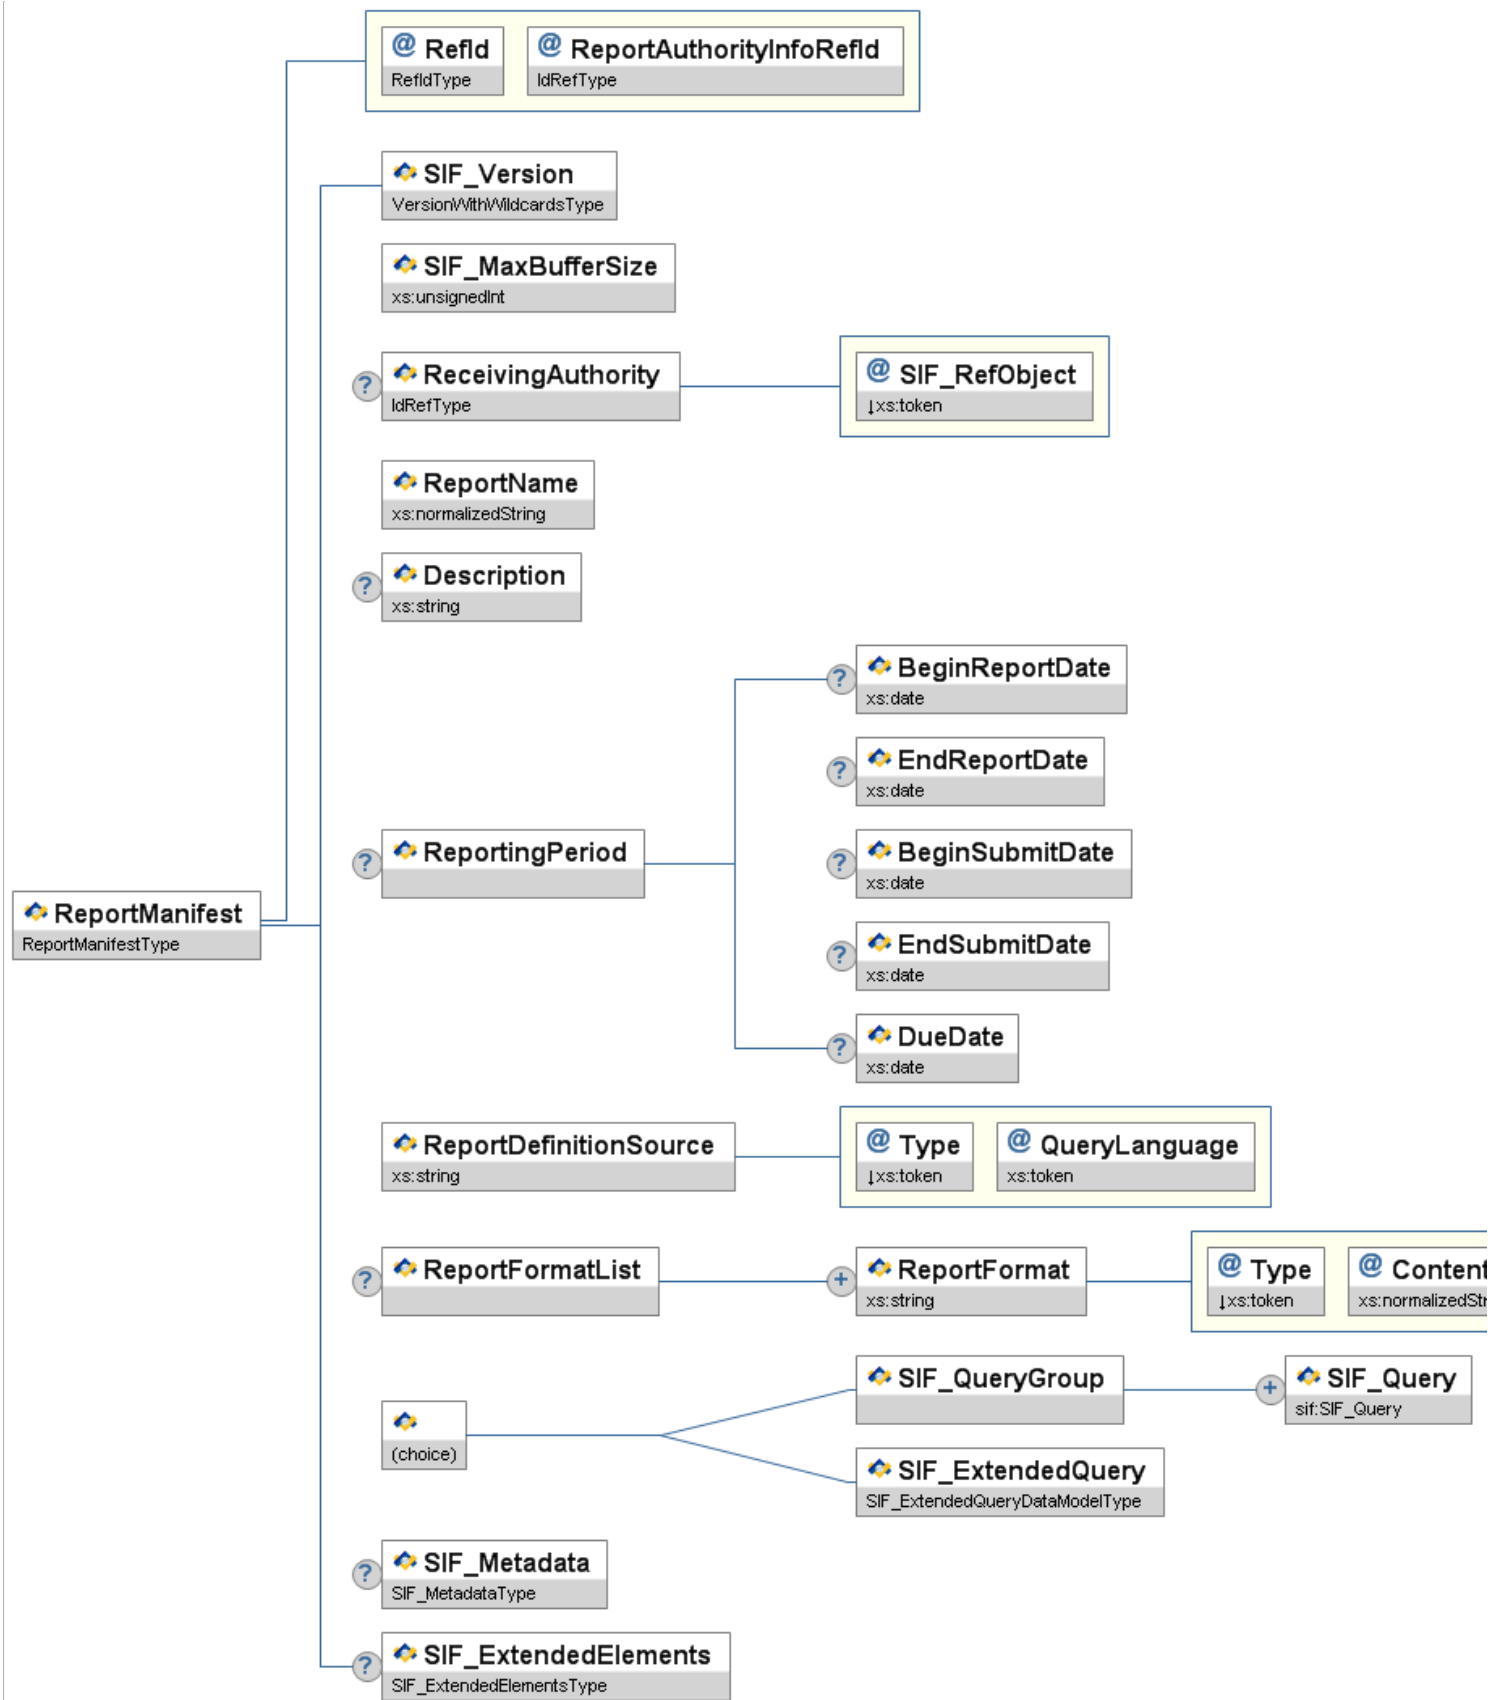 @ RefId
RefIdType
@ ReportAuthorityInfoRefId
IdRefType
SIF_Version
VersionWithWildcardsType
SIF_MaxBufferSize
xs:unsignedInt
? ReceivingAuthority
IdRefType
@ SIF_RefObject
↓xs:token
ReportName
xs:normalizedString
? Description
xs:string
ReportManifest
ReportManifestType
? ReportingPeriod
? BeginReportDate
xs:date
? EndReportDate
xs:date
? BeginSubmitDate
xs:date
? EndSubmitDate
xs:date
? DueDate
xs:date
ReportDefinitionSource
xs:string
@ Type
↓xs:token
@ QueryLanguage
xs:token
? ReportFormatList
+ ReportFormat
xs:string
@ Type
↓xs:token
@ Content
xs:normalizedStr
(choice)
SIF_QueryGroup
+ SIF_Query
sif:SIF_Query
SIF_ExtendedQuery
SIF_ExtendedQueryDataModelType
? SIF_Metadata
SIF_MetadataType
? SIF_ExtendedElements
SIF_ExtendedElementsType